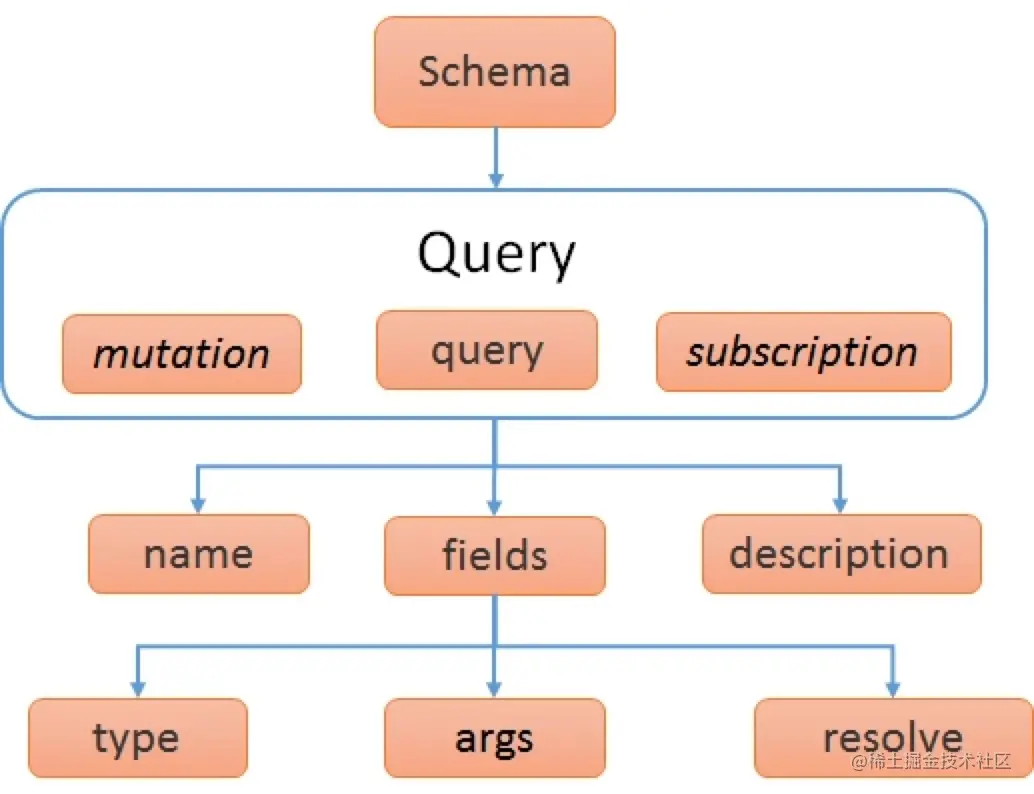 Schema
Query
mutation
query
subscription
name
fields
description
type
args
resolve
@稀土掘金技术社区